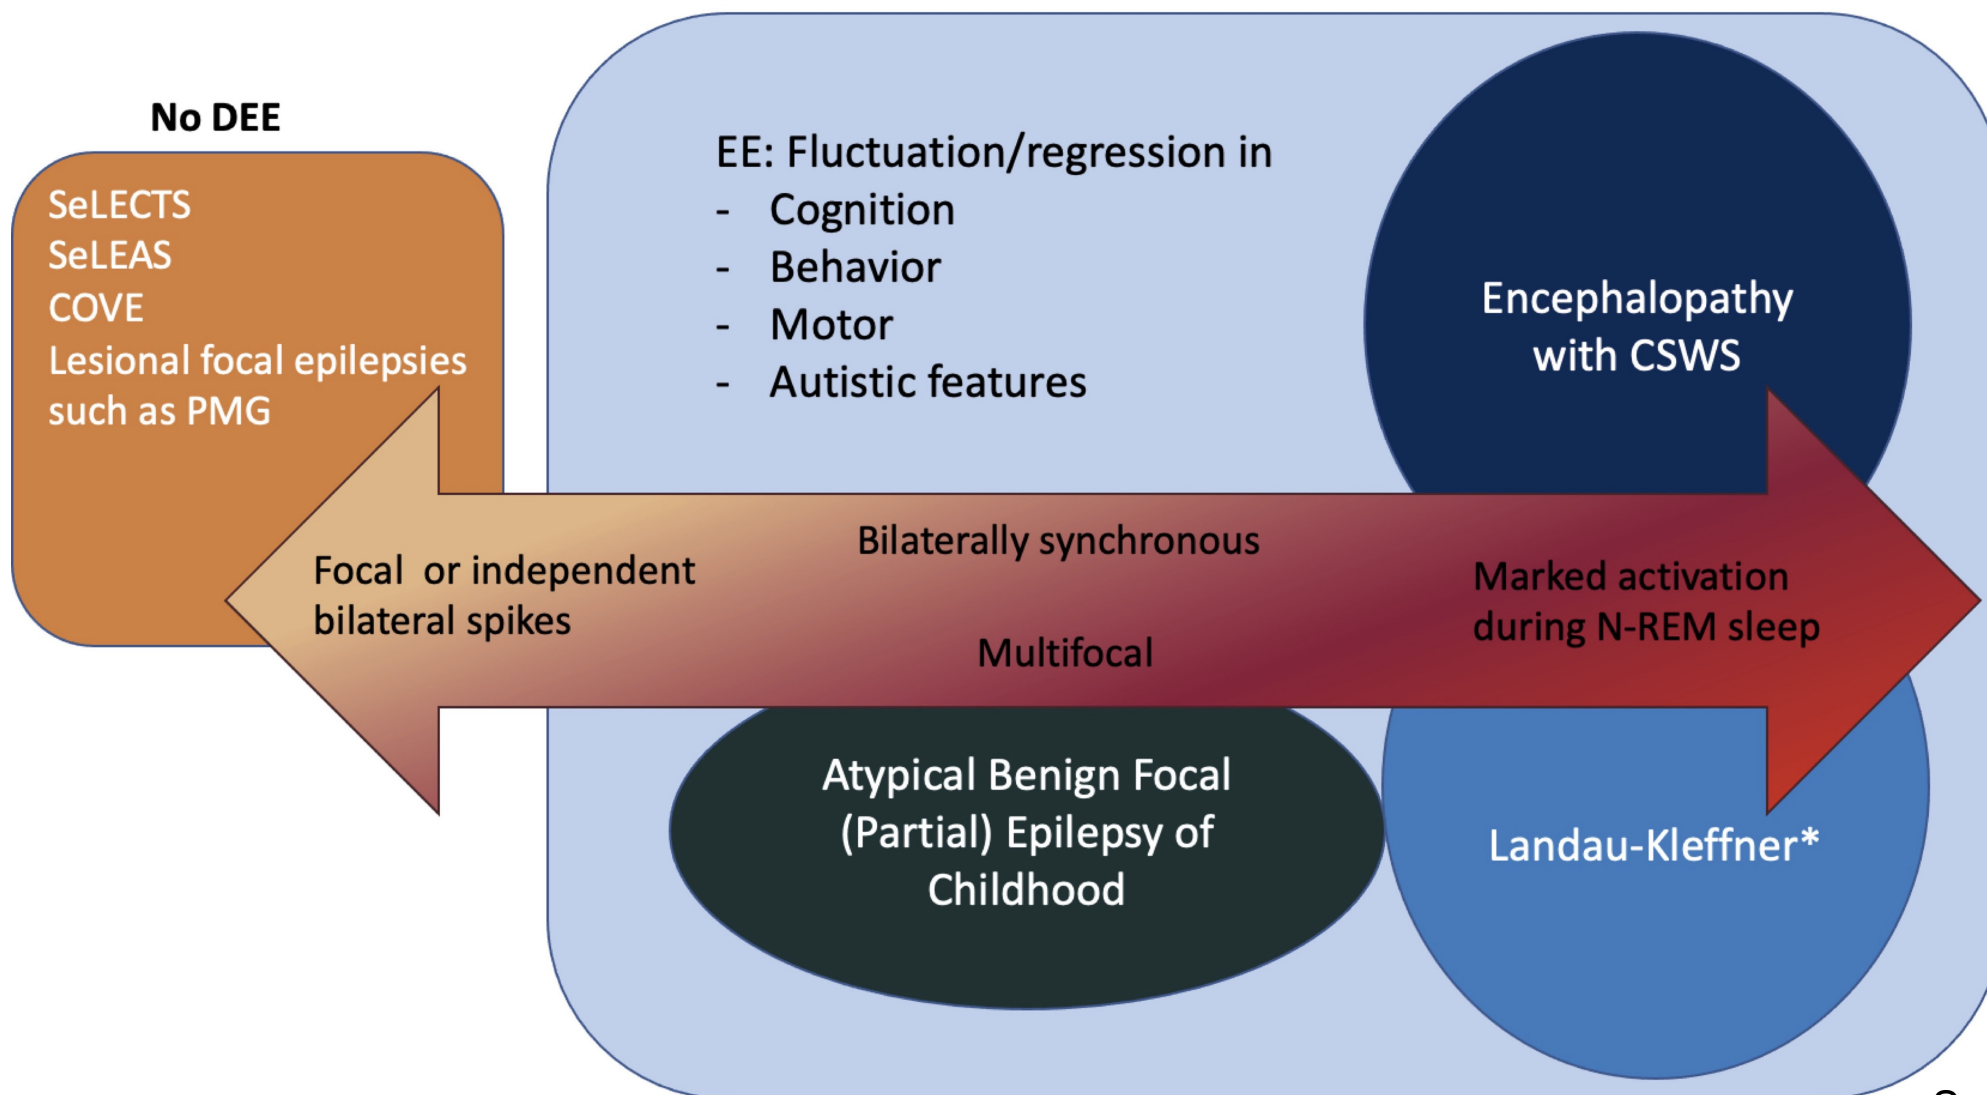 No DEE
SeLECTS
SeLEAS
COVE
Lesional focal epilepsies
such as PMG
EE: Fluctuation/regression in
- Cognition
- Behavior
- Motor
- Autistic features
Encephalopathy
with CSWS
Focal or independent
bilateral spikes
Bilaterally synchronous
Multifocal
Marked activation
during N-REM sleep
Atypical Benign Focal
(Partial) Epilepsy of
Childhood
Landau-Kleffner*